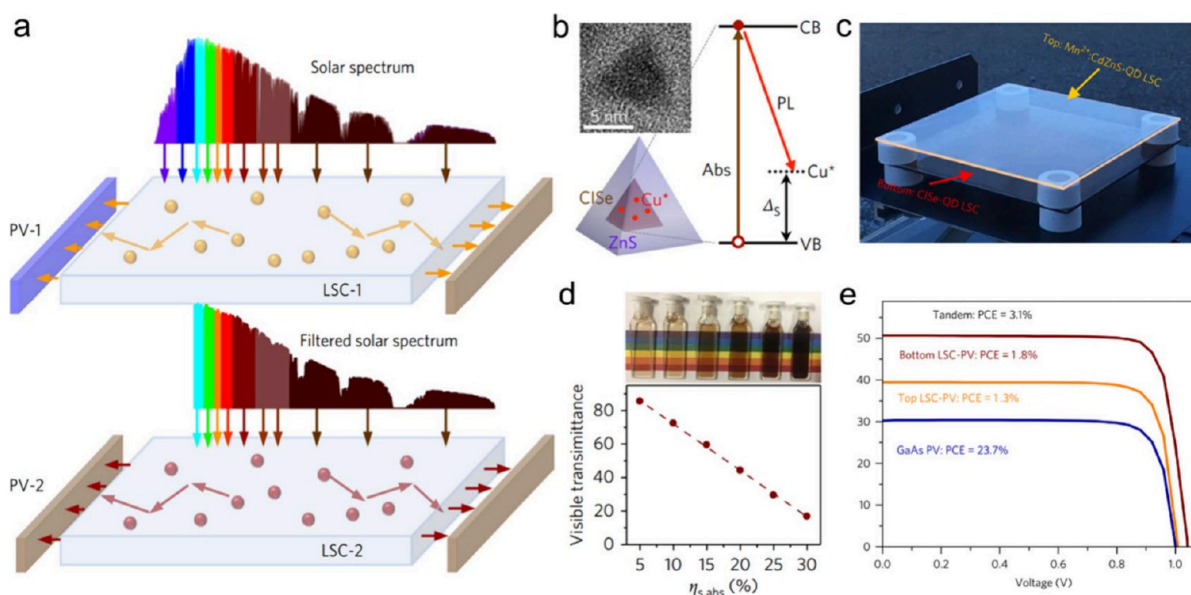 a
Solar spectrum
PV-1
LSC-1
Filtered solar spectrum
PV-2
LSC-2
b
5 nm
CISe
Cu*
ZnS
CB
PL
Abs
Cu*
Δs
VB
c
Top: Mn²⁺:CdZnS-QD LSC
Bottom: CISe-QD LSC
d
Visible transimittance
80
60
40
20
0
5 10 15 20 25 30
ηs,abs (%)
e
Tandem: PCE = 3.1%
Bottom LSC-PV: PCE = 1.8%
Top LSC-PV: PCE = 1.3%
GaAs PV: PCE = 23.7%
50
40
30
20
10
0
0.0 0.2 0.4 0.6 0.8 1.0
Voltage (V)